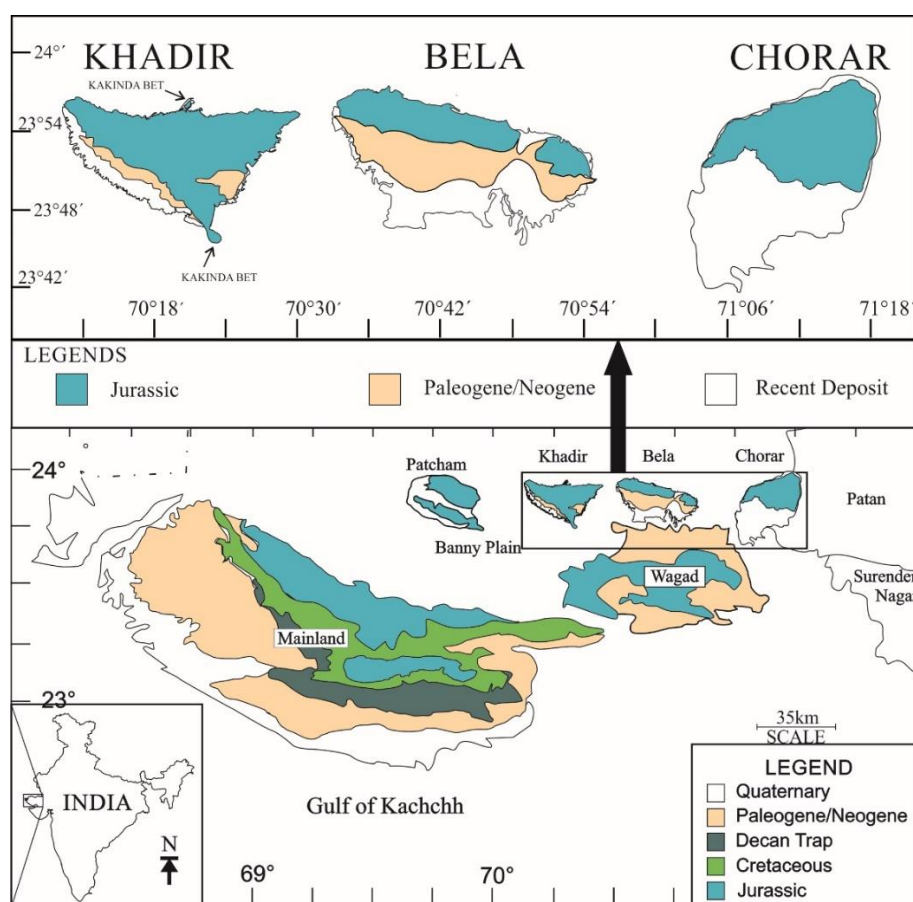 24°′
KHADIR
BELA
CHORAR
KAKINDA BET
23°54
23°48′
23°42′
KAKINDA BET
70°18′
70°30′
70°42′
70°54′
71°06′
71°18′
LEGENDS
Jurassic
Paleogene/Neogene
Recent Deposit
24°
Patcham
Khadir
Bela
Chorar
Patan
Banny Plain
Wagad
Surender
Nagar
Mainland
23°
35km
SCALE
LEGEND
Quaternary
Paleogene/Neogene
Decan Trap
Cretaceous
Jurassic
INDIA
N
Gulf of Kachchh
69°
70°